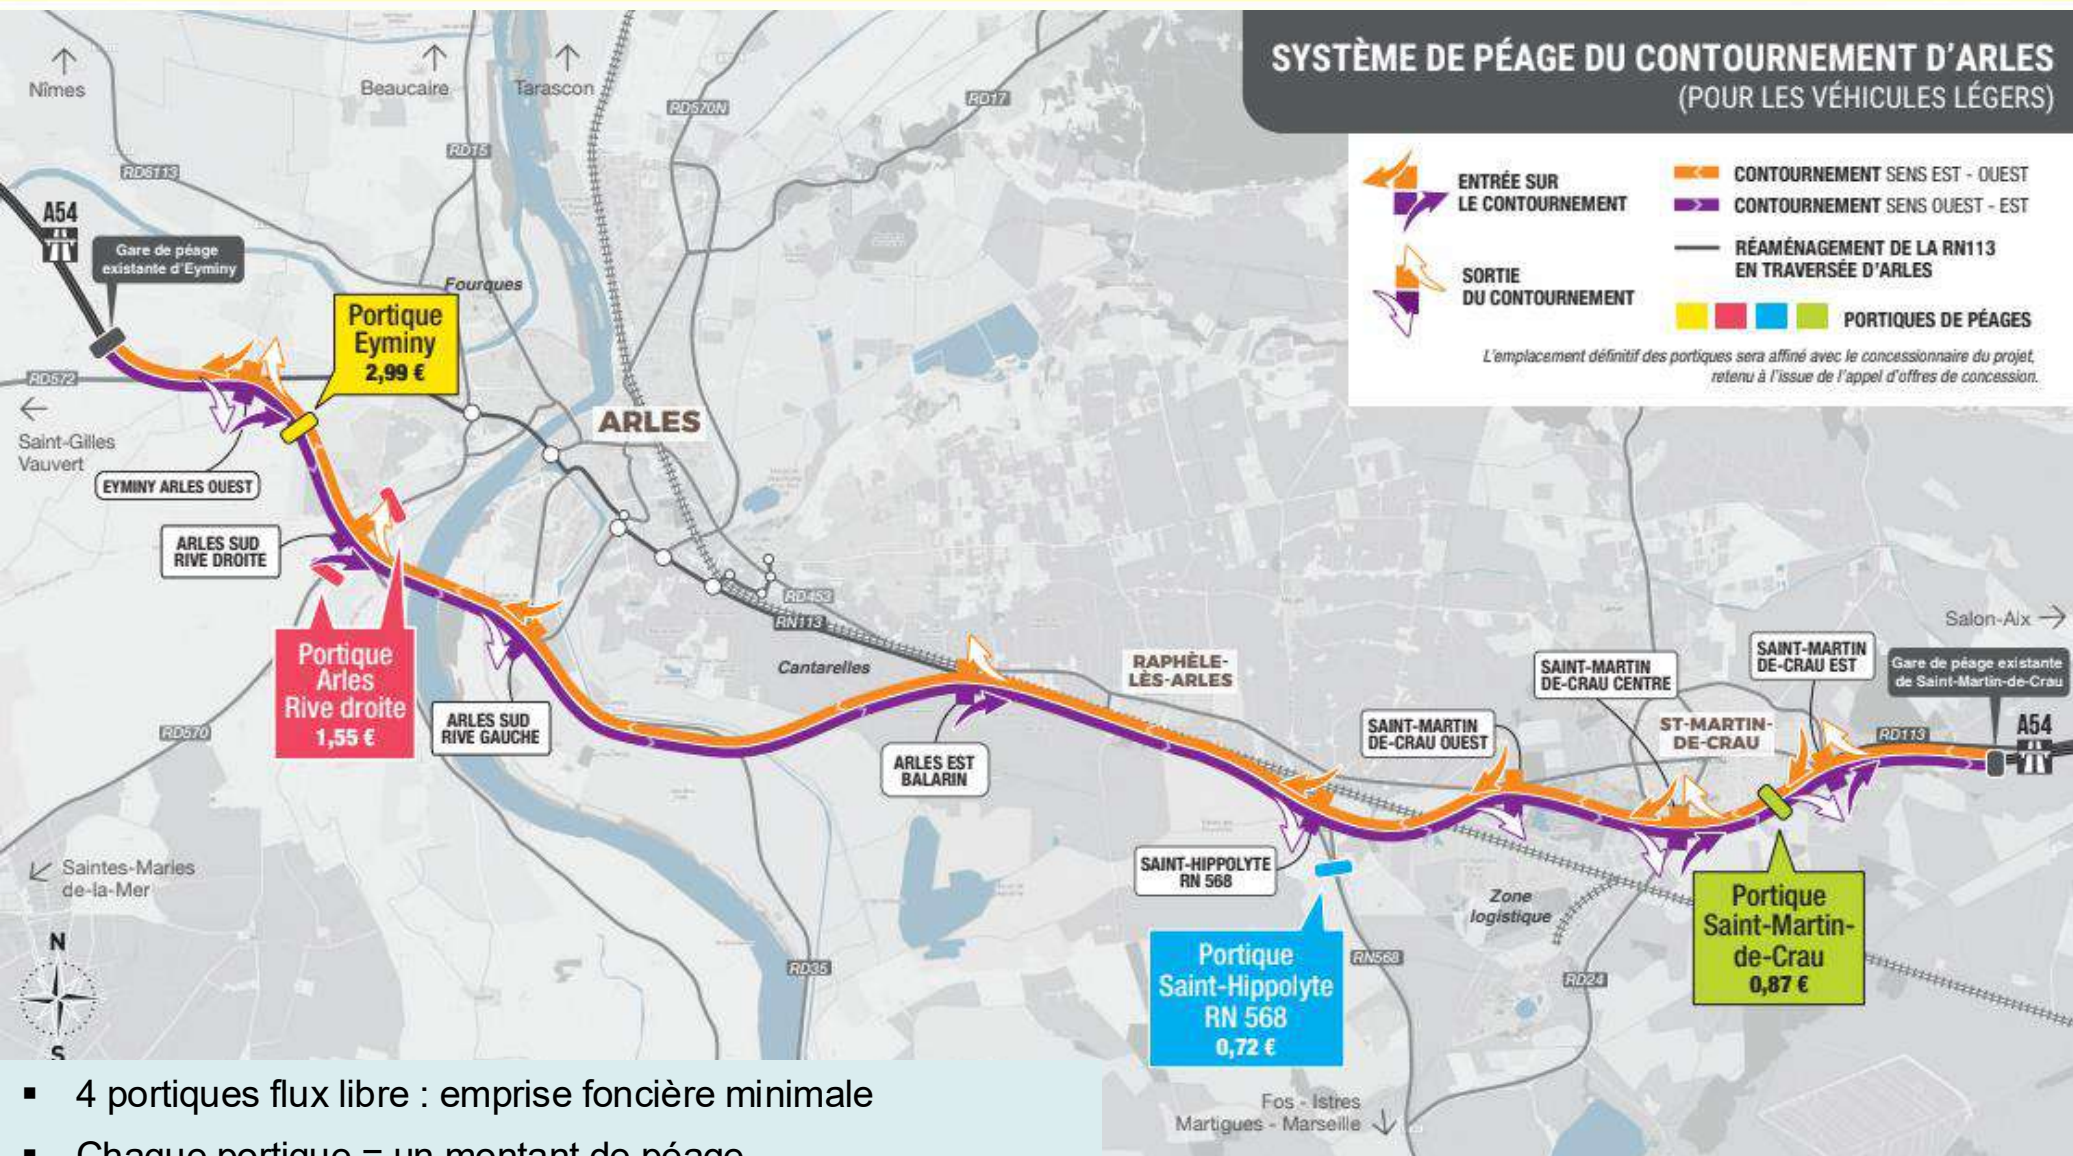 SYSTÈME DE PÉAGE DU CONTOURNEMENT D'ARLES
(POUR LES VÉHICULES LÉGERS)
ENTRÉE SUR
LE CONTOURNEMENT
SORTIE
DU CONTOURNEMENT
CONTOURNEMENT SENS EST - OUEST
CONTOURNEMENT SENS OUEST - EST
RÉAMÉNAGEMENT DE LA RN113
EN TRAVERSÉE D'ARLES
PORTIQUES DE PÉAGES
L'emplacement définitif des portiques sera affiné avec le concessionnaire du projet,
retenu à l'issue de l'appel d'offres de concession.
Nîmes
Beaucaire
Tarascon
RD570N
RD17
RD15
RD6113
A54
Gare de péage
existante d'Eyminy
Fourques
Portique
Eyminy
2,99 €
RD572
Saint-Gilles
Vauvert
ARLES
EYMINY ARLES OUEST
ARLES SUD
RIVE DROITE
RD453
RN113
Portique
Arles
Rive droite
1,55 €
Cantarelles
ARLES SUD
RIVE GAUCHE
RD570
ARLES EST
BALARIN
RAPHÈLE-
LÈS-ARLES
Salon-Aix
SAINT-MARTIN
DE-CRAU EST
SAINT-MARTIN
DE-CRAU CENTRE
Gare de péage existante
de Saint-Martin-de-Crau
SAINT-MARTIN
DE-CRAU OUEST
ST-MARTIN-
DE-CRAU
RD113
A54
Saintes-Maries
de-la-Mer
SAINT-HIPPOLYTE
RN 568
Zone
logistique
Portique
Saint-Martin-
de-Crau
0,87 €
N
S
RD35
Portique
Saint-Hippolyte
RN 568
0,72 €
RN568
RD24
Fos - Istres
Martigues - Marseille
▪ 4 portiques flux libre : emprise foncière minimale
▪ Chaque portique = un montant de péage